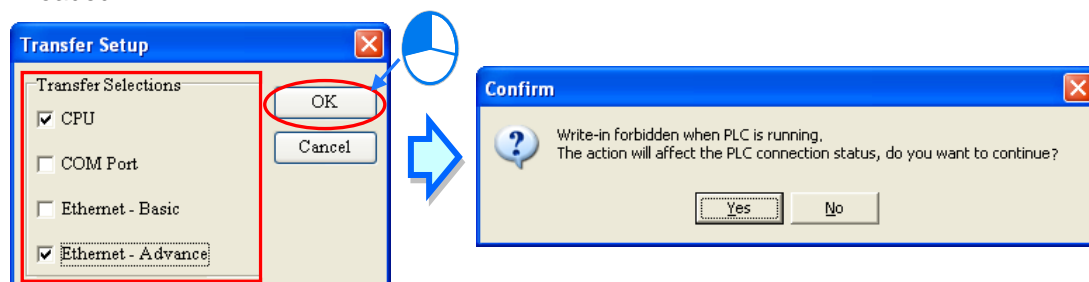 Transfer Setup
Transfer Selections
CPU
COM Port
Ethernet - Basic
Ethernet - Advance
OK
Cancel
Confirm
Write-in forbidden when PLC is running.
The action will affect the PLC connection status, do you want to continue?
Yes
No